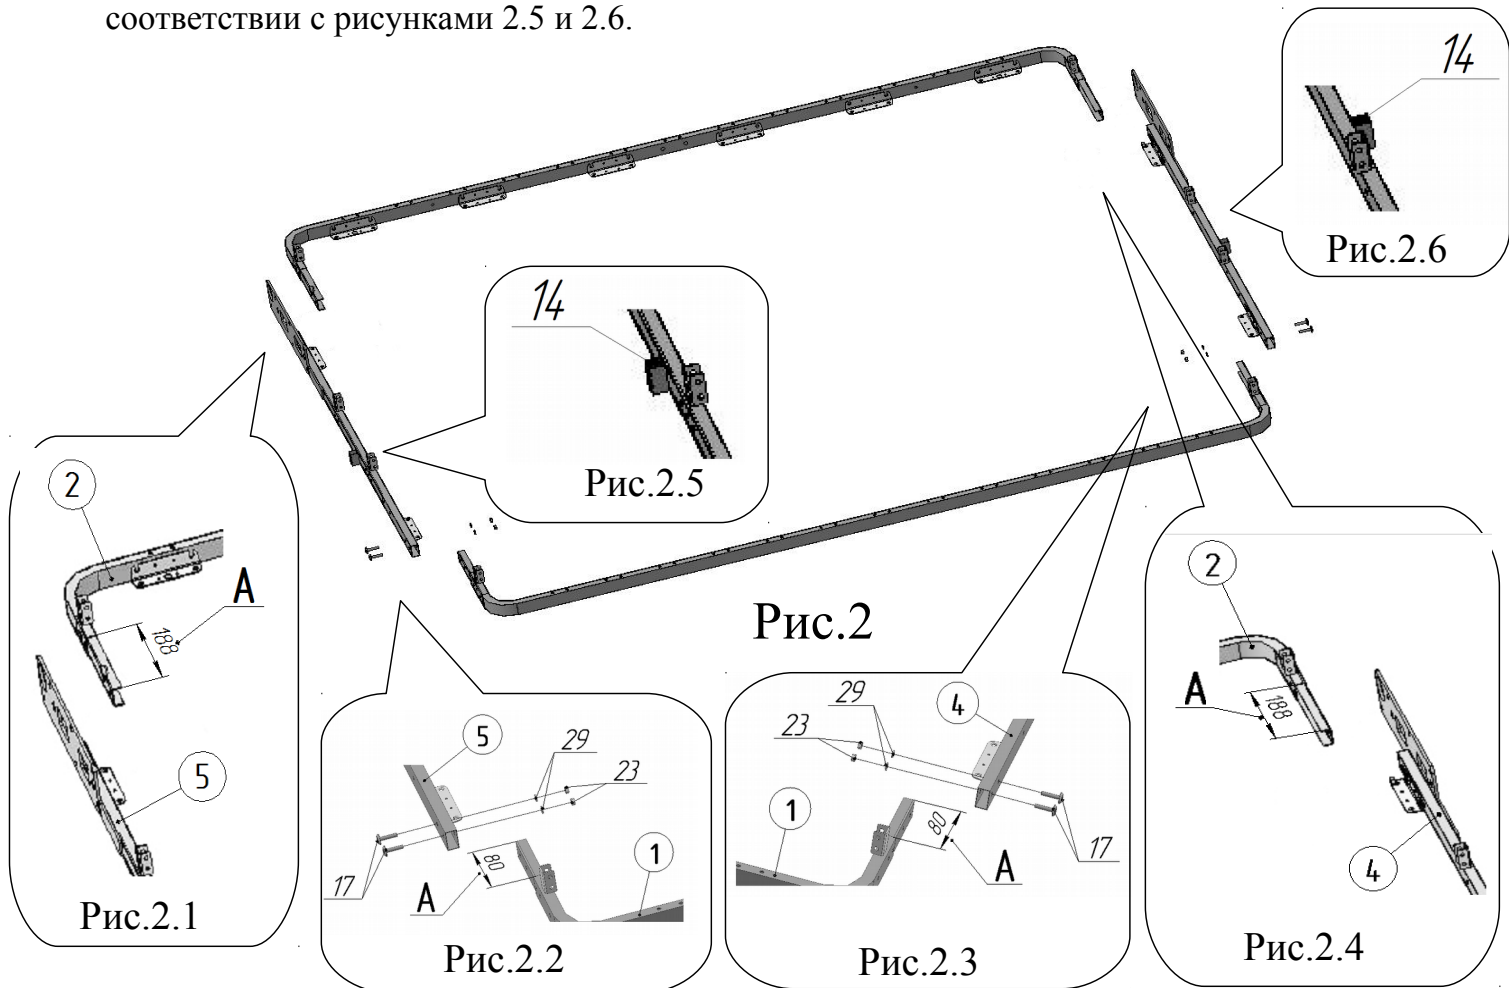 соответствии с рисунками 2.5 и 2.6.
14
Рис.2.6
14
Рис.2.5
Рис.2
2
A
188
5
Рис.2.1
5
29
23
17
80
A
1
Рис.2.2
29
4
23
1
80
A
17
Рис.2.3
2
A
188
4
Рис.2.4